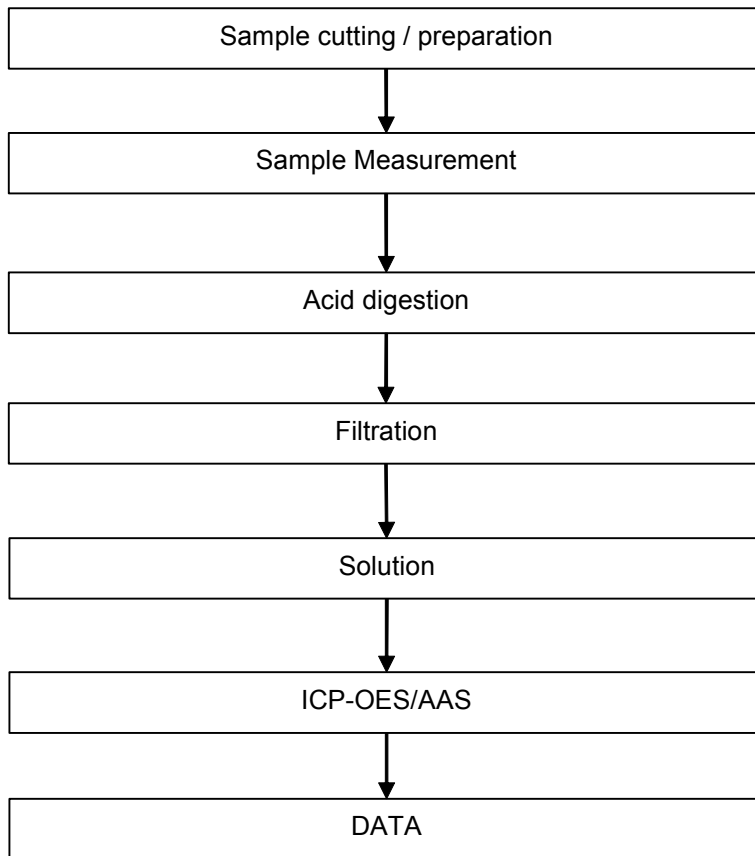 Sample cutting / preparation
Sample Measurement
Acid digestion
Filtration
Solution
ICP-OES/AAS
DATA